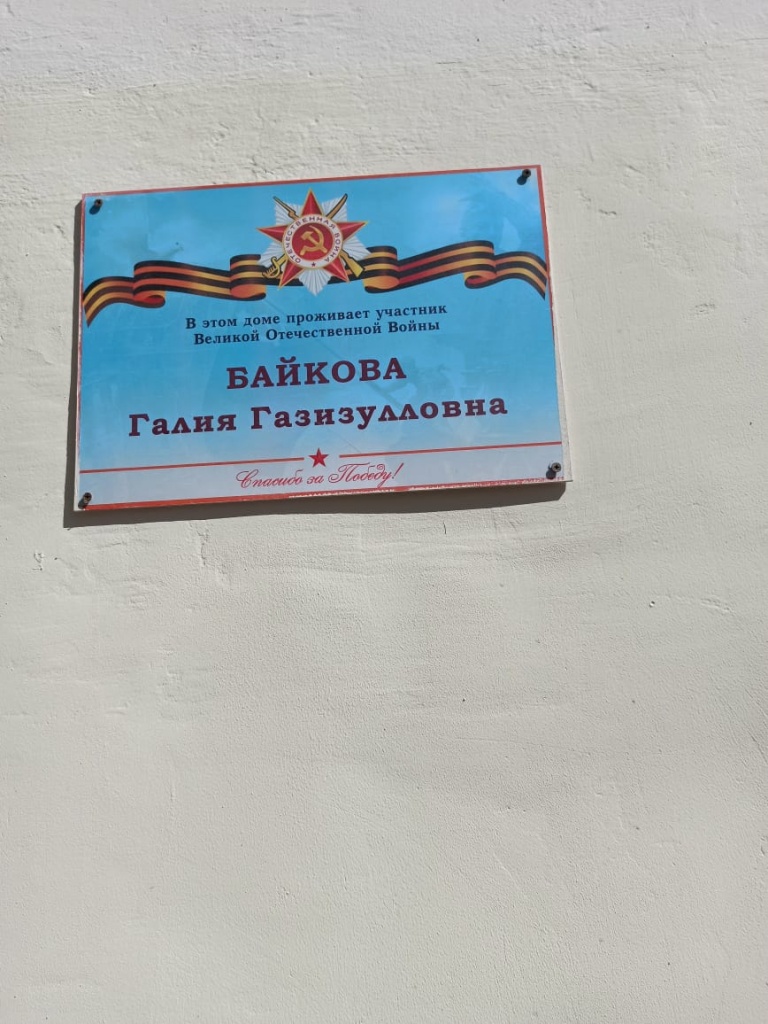 ОТЕЧЕСТВЕННАЯ ВОЙНА
В этом доме проживает участник
Великой Отечественной Войны
БАЙКОВА
Галия Газизулловна
Спасибо за Победу!